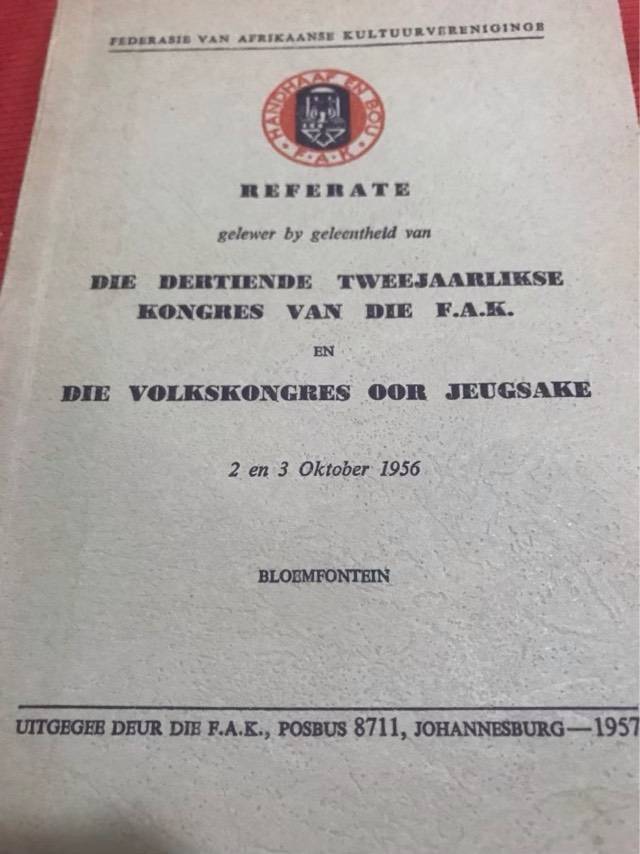 FEDERASIE VAN AFRIKAANSE KULTUURVERENIGINGE
HANDHAAF EN BOU
F·A·K
REFERATE
gelewer by geleentheid van
DIE DERTIENDE TWEEJAARLIKSE
KONGRES VAN DIE F.A.K.
EN
DIE VOLKSKONGRES OOR JEUGSAKE
2 en 3 Oktober 1956
BLOEMFONTEIN
UITGEGEE DEUR DIE F.A.K., POSBUS 8711, JOHANNESBURG—1957